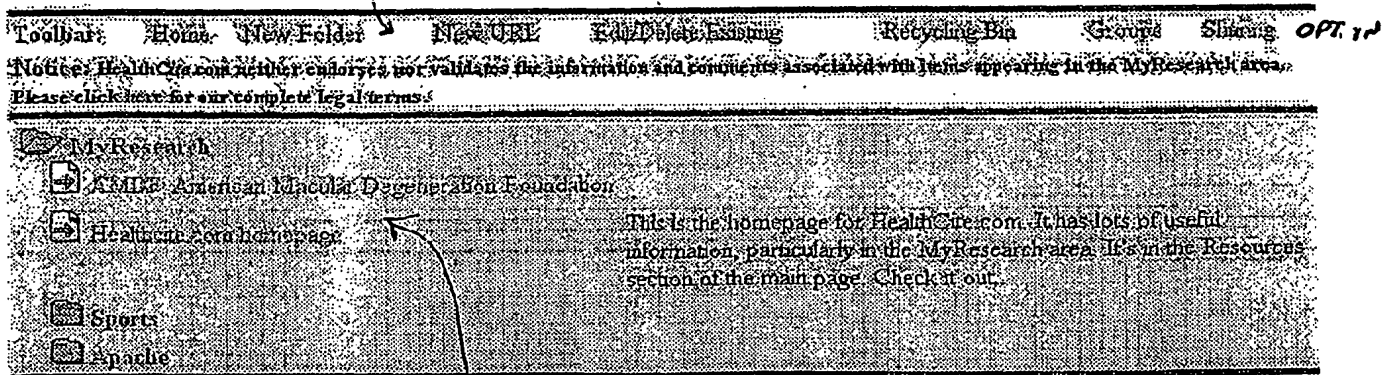 Toolbar: Home New Folder New URL Edit/Delete Existing Recycling Bin Groups Sharing OPT. IN
Notice: HealthCite.com neither endorses nor validates the information and comments associated with items appearing in the MyResearch area.
Please click here for our complete legal terms.
MyResearch
AMDF: American Macular Degeneration Foundation
Healthcite.com homepage
This is the homepage for HealthCite.com. It has lots of useful
information, particularly in the MyResearch area. It's in the Resources
section of the main page. Check it out.
Sports
Apache